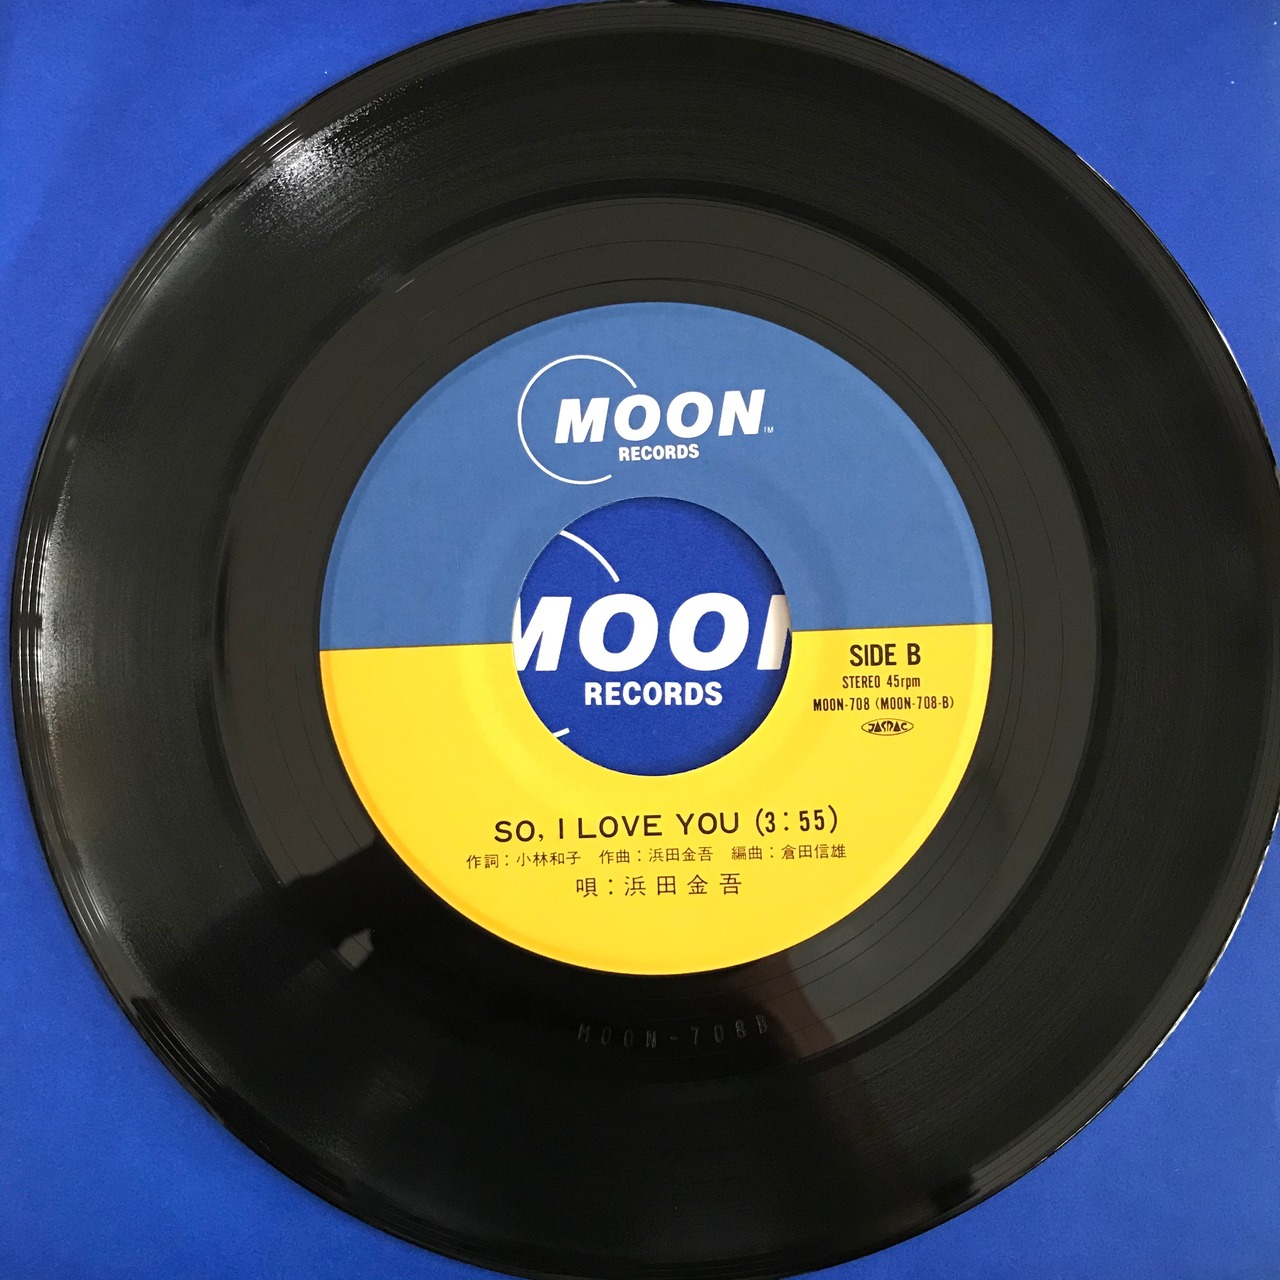 MOON™
RECORDS
MOON
RECORDS
SIDE B
STEREO 45rpm
MOON-708 (MOON-708-B)
JASRAC
SO, I LOVE YOU (3:55)
作詞：小林和子 作曲：浜田金吾 編曲：倉田信雄
唄：浜田金吾
MOON-708B